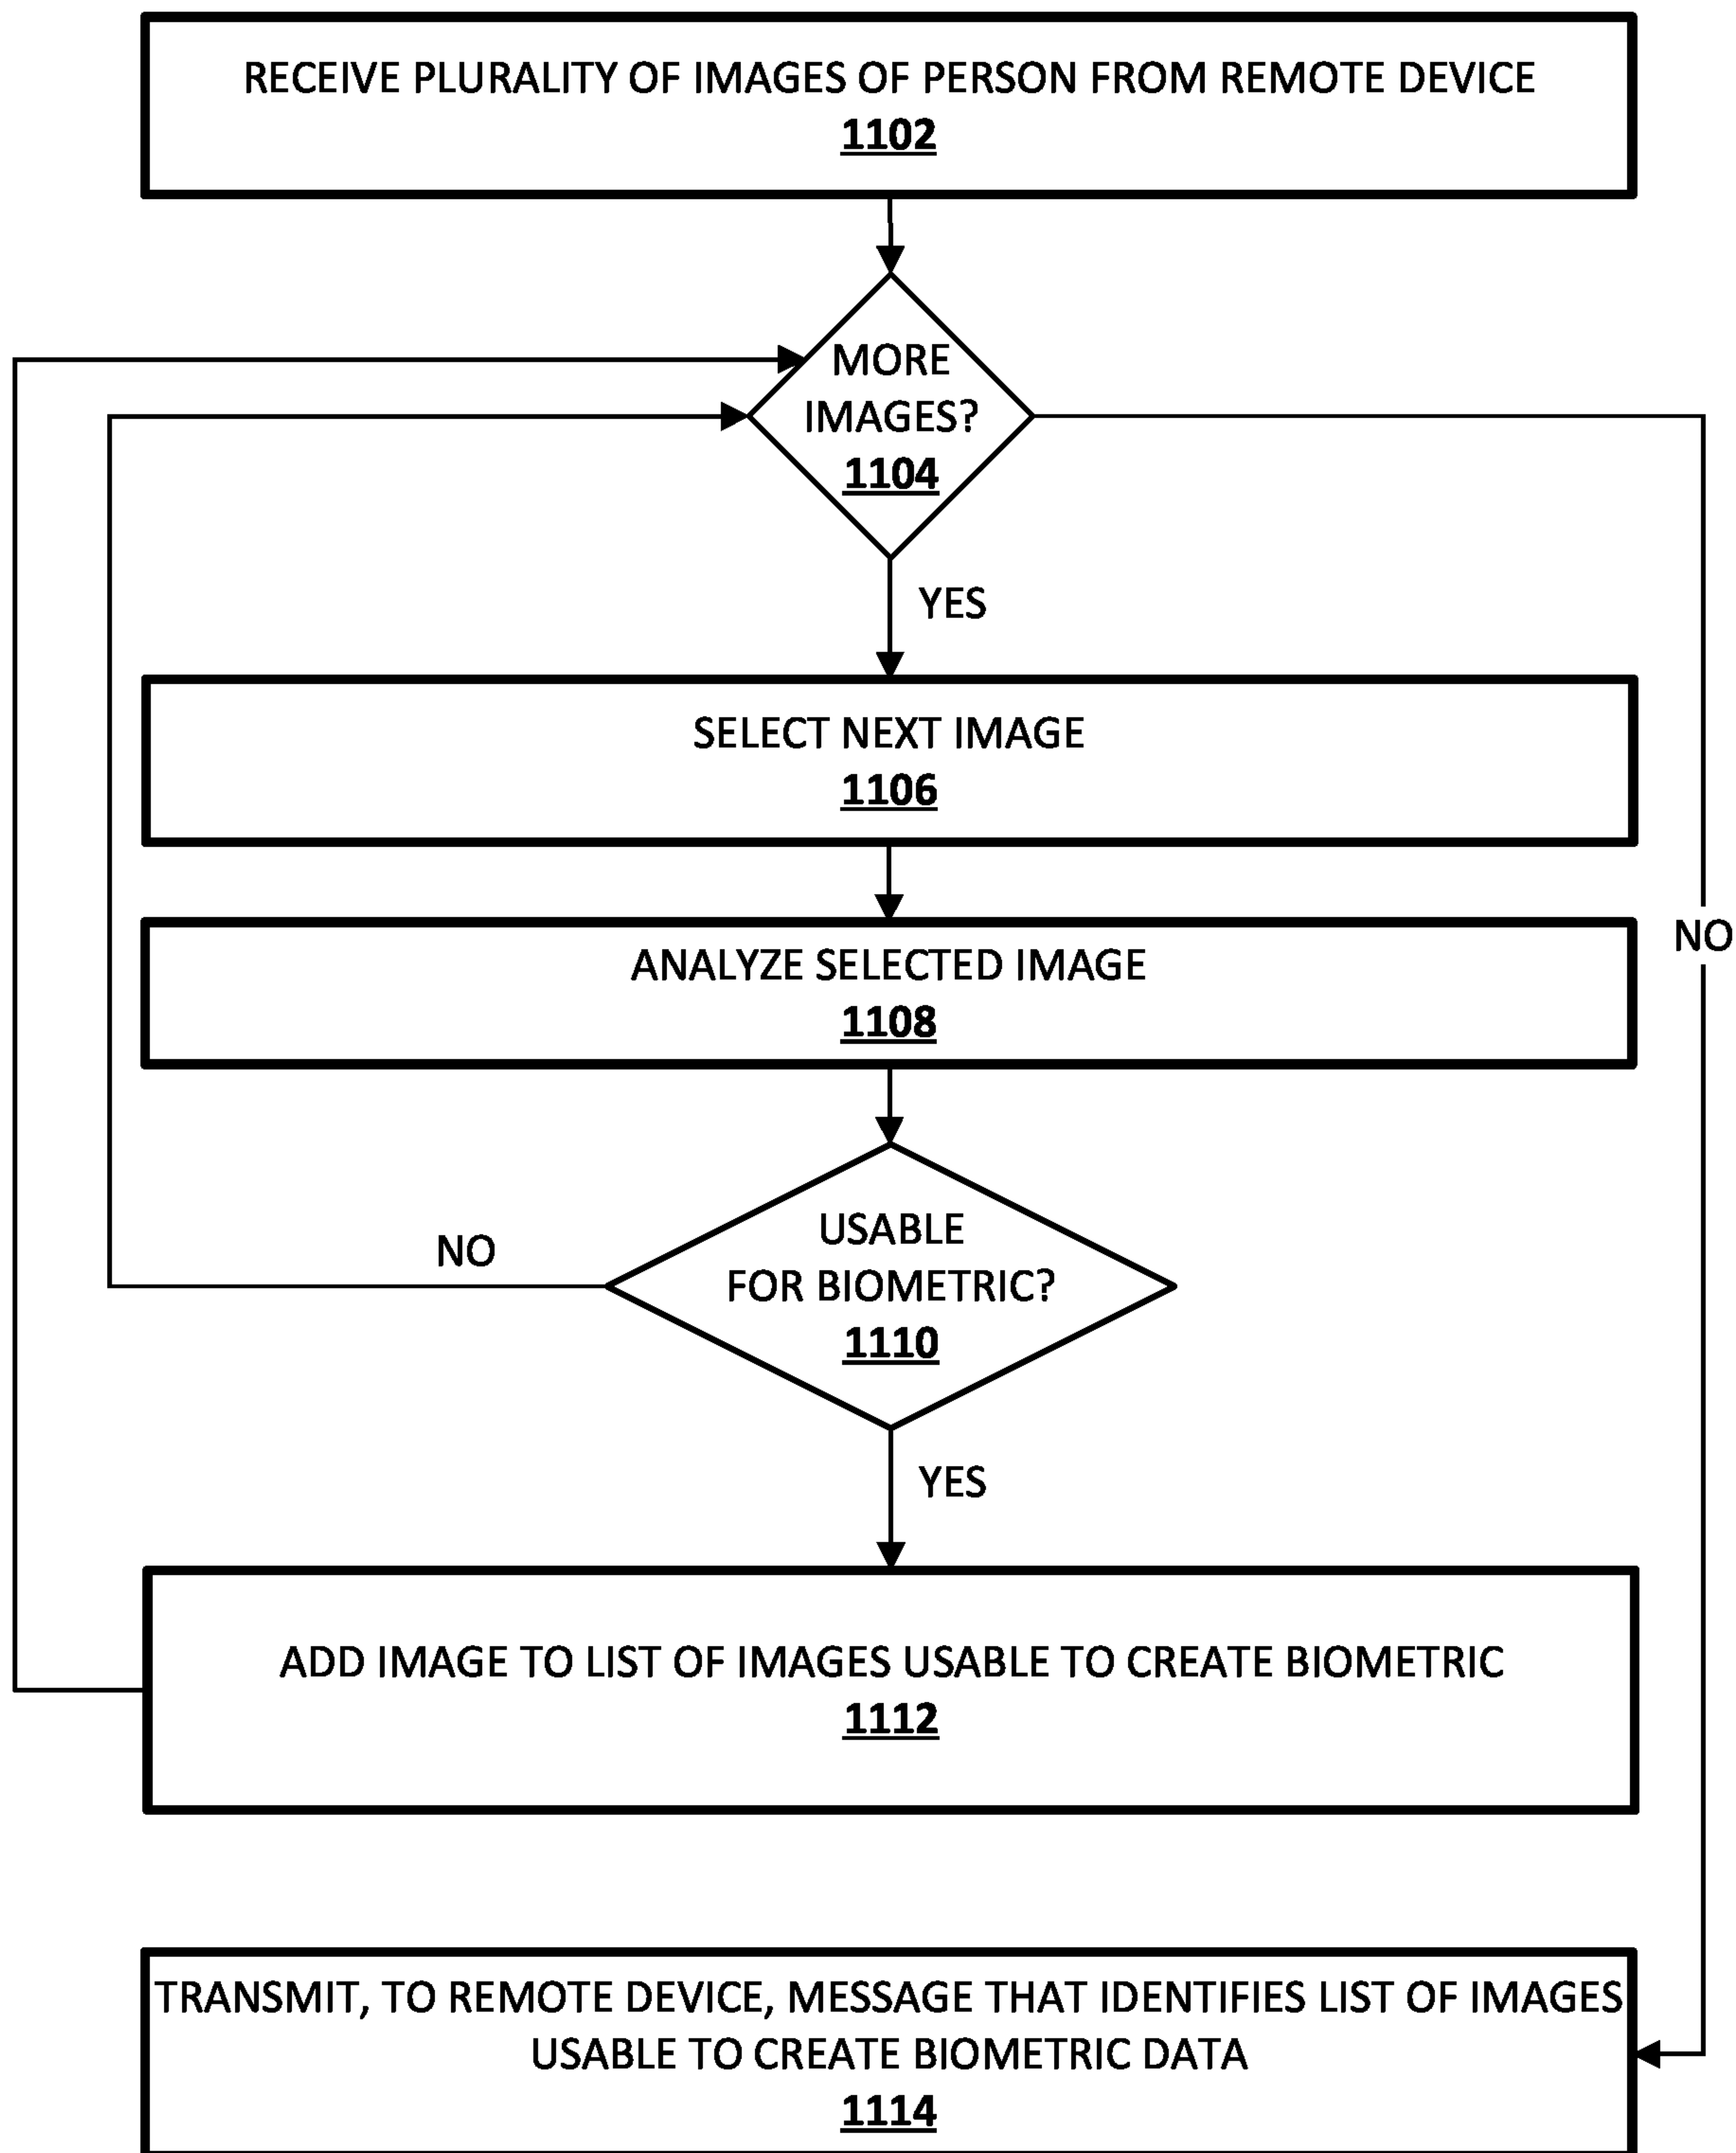 RECEIVE PLURALITY OF IMAGES OF PERSON FROM REMOTE DEVICE
1102
MORE
IMAGES?
1104
YES
SELECT NEXT IMAGE
1106
ANALYZE SELECTED IMAGE
1108
NO
USABLE
FOR BIOMETRIC?
1110
NO
YES
ADD IMAGE TO LIST OF IMAGES USABLE TO CREATE BIOMETRIC
1112
TRANSMIT, TO REMOTE DEVICE, MESSAGE THAT IDENTIFIES LIST OF IMAGES
USABLE TO CREATE BIOMETRIC DATA
1114